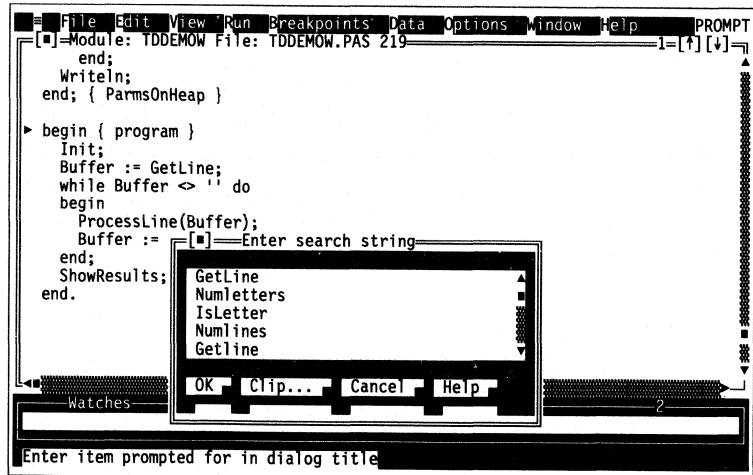 ≡ File Edit View Run Breakpoints Data Options Window Help PROMPT
[■]=Module: TDDEMOW File: TDDEMOW.PAS 219 1=[↑][↓]
end;
Writeln;
end; { ParmsOnHeap }
► begin { program }
Init;
Buffer := GetLine;
while Buffer <> '' do
begin
ProcessLine(Buffer);
Buffer :=
end;
ShowResults;
end.
[■] Enter search string
GetLine
Numletters
IsLetter
Numlines
Getline
OK Clip... Cancel Help
Watches 2
Enter item prompted for in dialog title